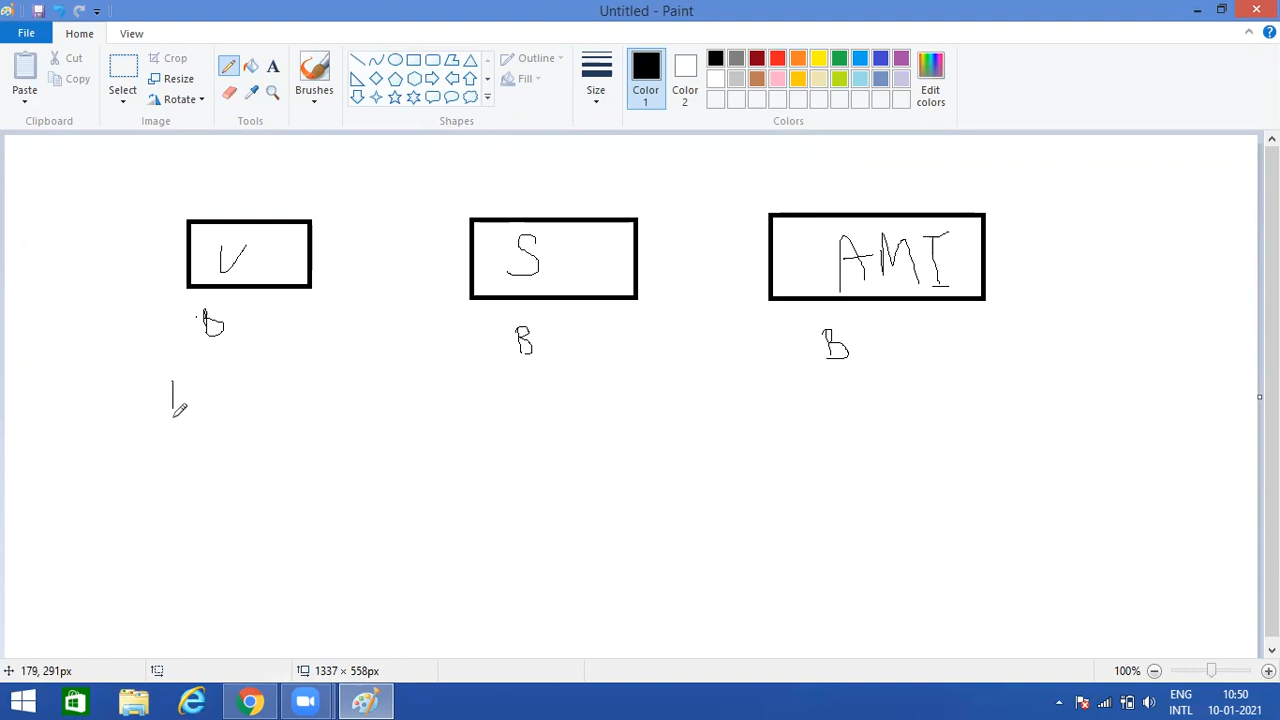 Untitled - Paint
File Home View
Paste
Cut
Copy
Clipboard
Select
Crop
Resize
Rotate
Image
Tools
Brushes
Shapes
Outline
Fill
Size
Color 1
Color 2
Edit colors
Colors
V S AMI
b B b
179, 291px
1337 × 558px
100%
ENG
INTL
10:50
10-01-2021